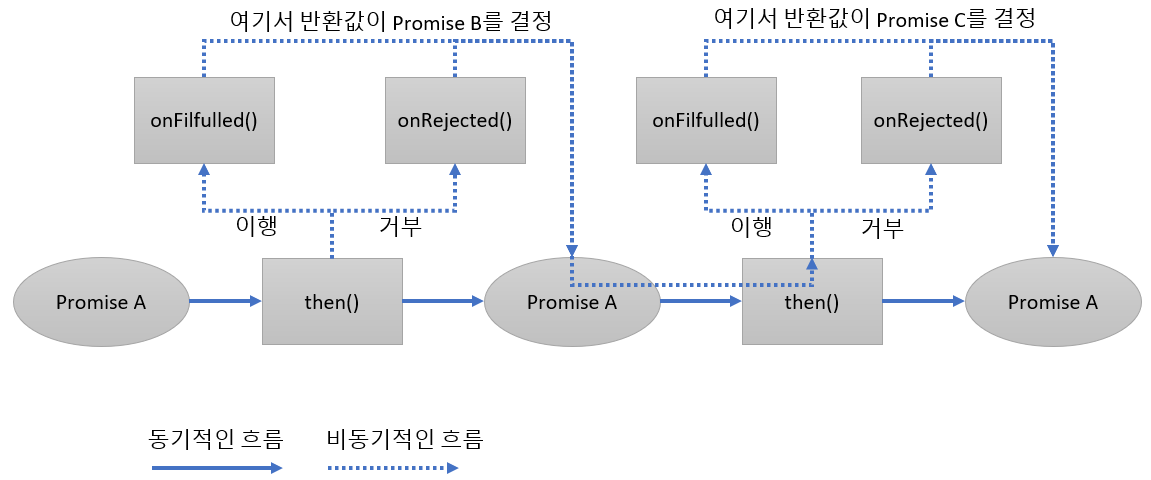 여기서 반환값이 Promise B를 결정
여기서 반환값이 Promise C를 결정
onFilfulled()
onRejected()
onFilfulled()
onRejected()
이행
거부
이행
거부
Promise A
then()
Promise A
then()
Promise A
동기적인 흐름
비동기적인 흐름